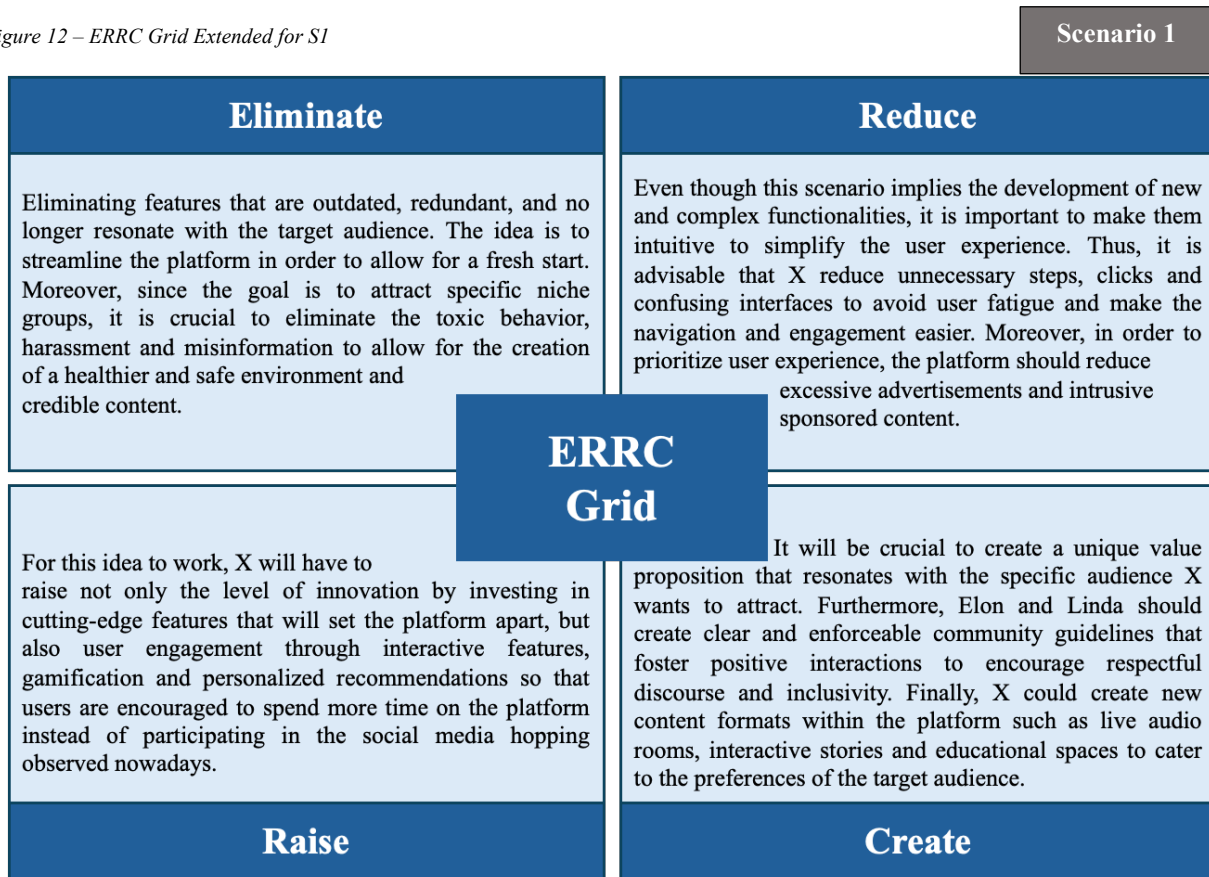 igure 12 – ERRC Grid Extended for S1
Scenario 1
Eliminate
Eliminating features that are outdated, redundant, and no
longer resonate with the target audience. The idea is to
streamline the platform in order to allow for a fresh start.
Moreover, since the goal is to attract specific niche
groups, it is crucial to eliminate the toxic behavior,
harassment and misinformation to allow for the creation
of a healthier and safe environment and
credible content.
Reduce
Even though this scenario implies the development of new
and complex functionalities, it is important to make them
intuitive to simplify the user experience. Thus, it is
advisable that X reduce unnecessary steps, clicks and
confusing interfaces to avoid user fatigue and make the
navigation and engagement easier. Moreover, in order to
prioritize user experience, the platform should reduce
excessive advertisements and intrusive
sponsored content.
ERRC
Grid
For this idea to work, X will have to
raise not only the level of innovation by investing in
cutting-edge features that will set the platform apart, but
also user engagement through interactive features,
gamification and personalized recommendations so that
users are encouraged to spend more time on the platform
instead of participating in the social media hopping
observed nowadays.
Raise
It will be crucial to create a unique value
proposition that resonates with the specific audience X
wants to attract. Furthermore, Elon and Linda should
create clear and enforceable community guidelines that
foster positive interactions to encourage respectful
discourse and inclusivity. Finally, X could create new
content formats within the platform such as live audio
rooms, interactive stories and educational spaces to cater
to the preferences of the target audience.
Create